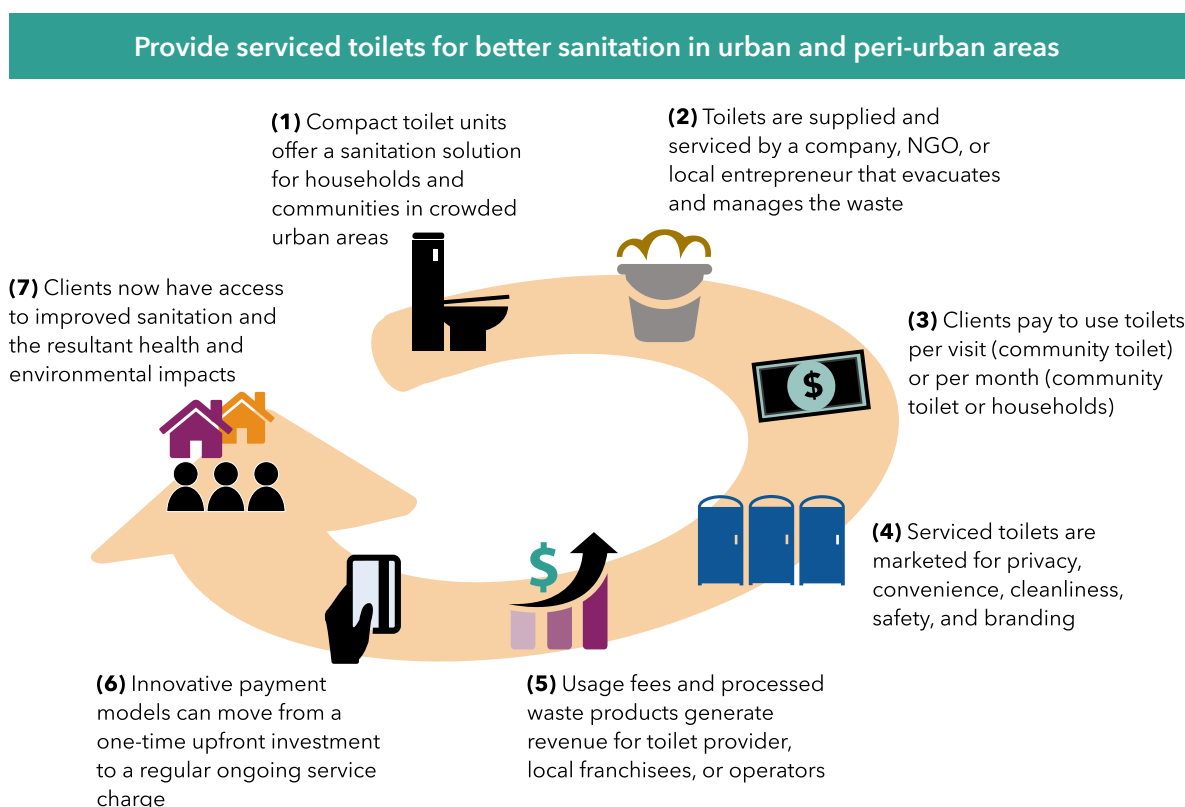 Provide serviced toilets for better sanitation in urban and peri-urban areas
(1) Compact toilet units
offer a sanitation solution
for households and
communities in crowded
urban areas
(2) Toilets are supplied and
serviced by a company, NGO, or
local entrepreneur that evacuates
and manages the waste
(3) Clients pay to use toilets
per visit (community toilet)
or per month (community
toilet or households)
$
(4) Serviced toilets are
marketed for privacy,
convenience, cleanliness,
safety, and branding
$
(5) Usage fees and processed
waste products generate
revenue for toilet provider,
local franchisees, or operators
(6) Innovative payment
models can move from a
one-time upfront investment
to a regular ongoing service
charge
(7) Clients now have access
to improved sanitation and
the resultant health and
environmental impacts